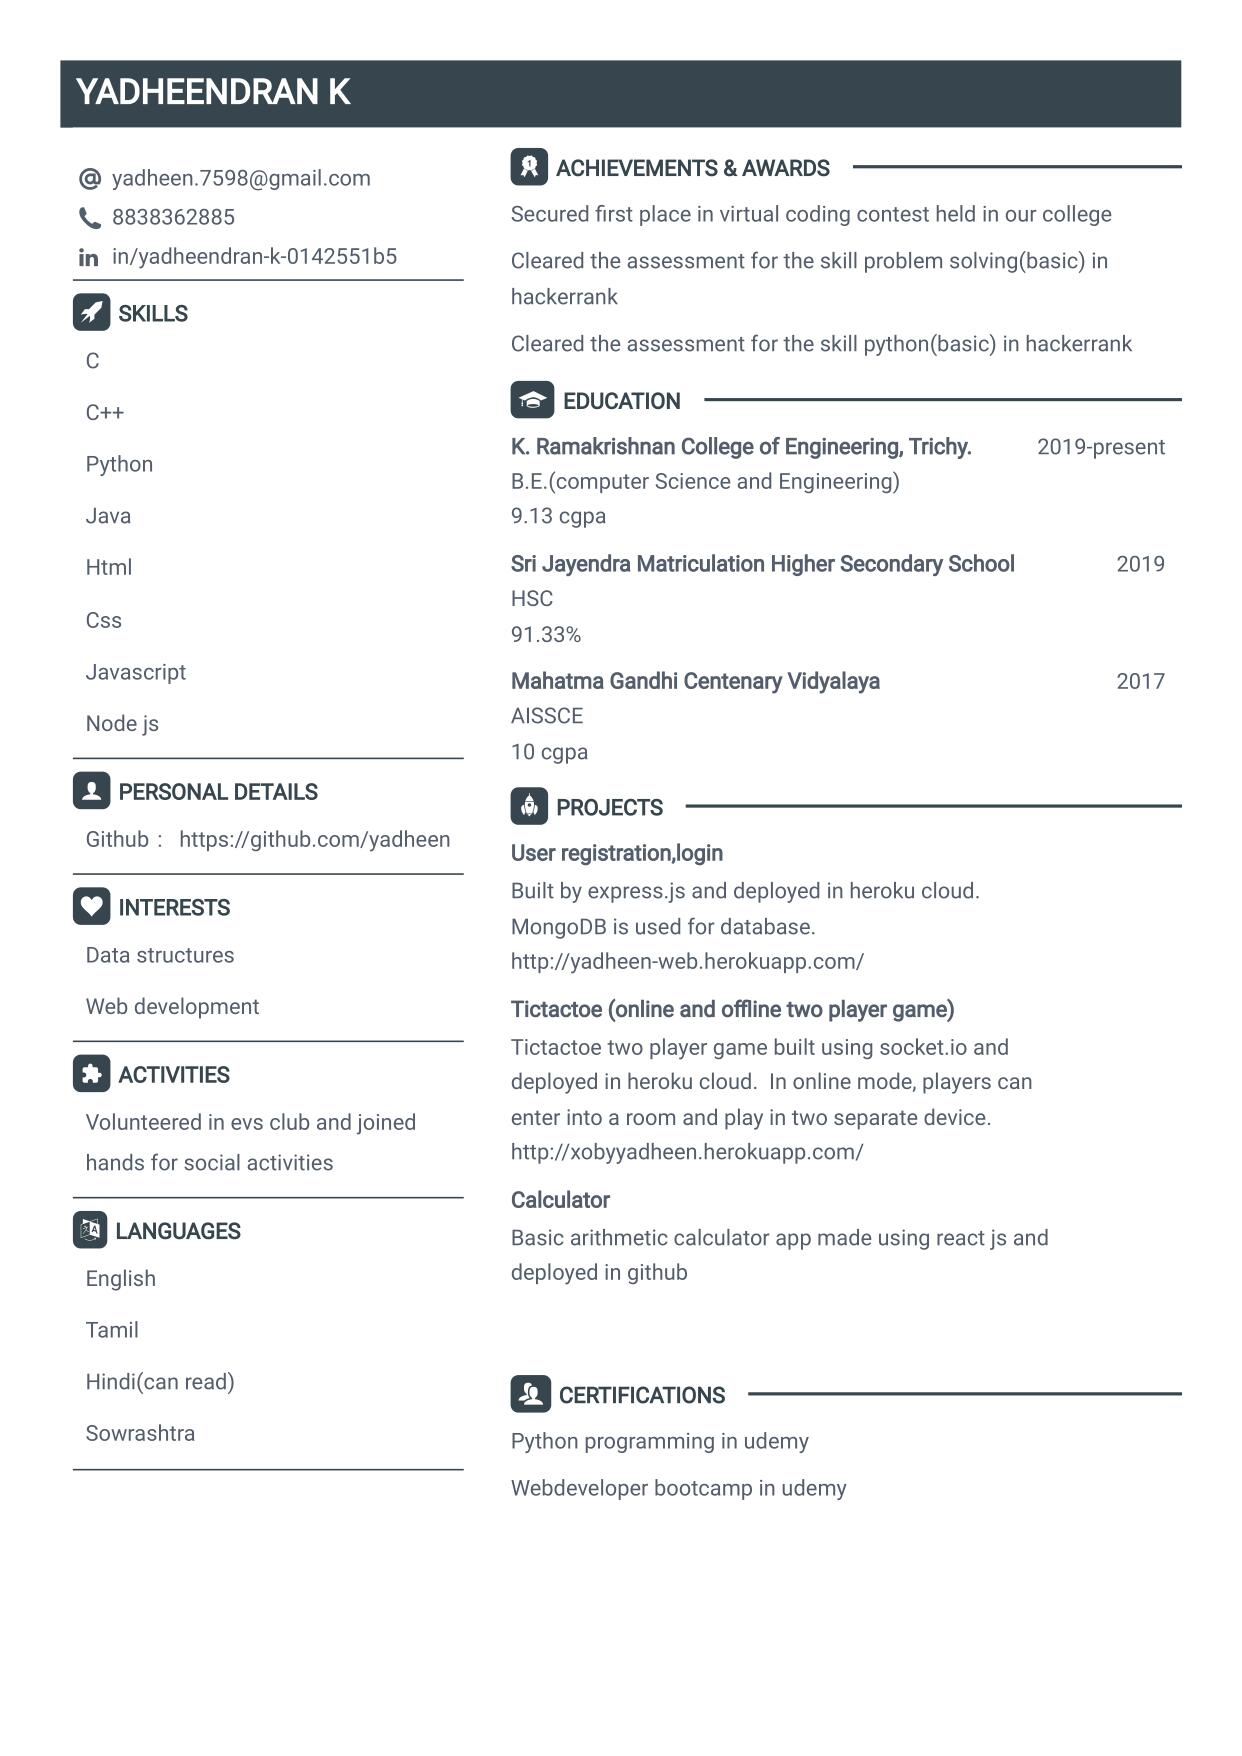 YADHEENDRAN K
yadheen.7598@gmail.com
8838362885
in/yadheendran-k-0142551b5
SKILLS
C
C++
Python
Java
Html
Css
Javascript
Node js
PERSONAL DETAILS
Github : https://github.com/yadheen
INTERESTS
Data structures
Web development
ACTIVITIES
Volunteered in evs club and joined
hands for social activities
LANGUAGES
English
Tamil
Hindi(can read)
Sowrashtra
ACHIEVEMENTS & AWARDS
Secured first place in virtual coding contest held in our college
Cleared the assessment for the skill problem solving(basic) in
hackerrank
Cleared the assessment for the skill python(basic) in hackerrank
EDUCATION
K. Ramakrishnan College of Engineering, Trichy. 2019-present
B.E.(computer Science and Engineering)
9.13 cgpa
Sri Jayendra Matriculation Higher Secondary School 2019
HSC
91.33%
Mahatma Gandhi Centenary Vidyalaya 2017
AISSCE
10 cgpa
PROJECTS
User registration,login
Built by express.js and deployed in heroku cloud.
MongoDB is used for database.
http://yadheen-web.herokuapp.com/
Tictactoe (online and offline two player game)
Tictactoe two player game built using socket.io and
deployed in heroku cloud.  In online mode, players can
enter into a room and play in two separate device.
http://xobyyadheen.herokuapp.com/
Calculator
Basic arithmetic calculator app made using react js and
deployed in github
CERTIFICATIONS
Python programming in udemy
Webdeveloper bootcamp in udemy